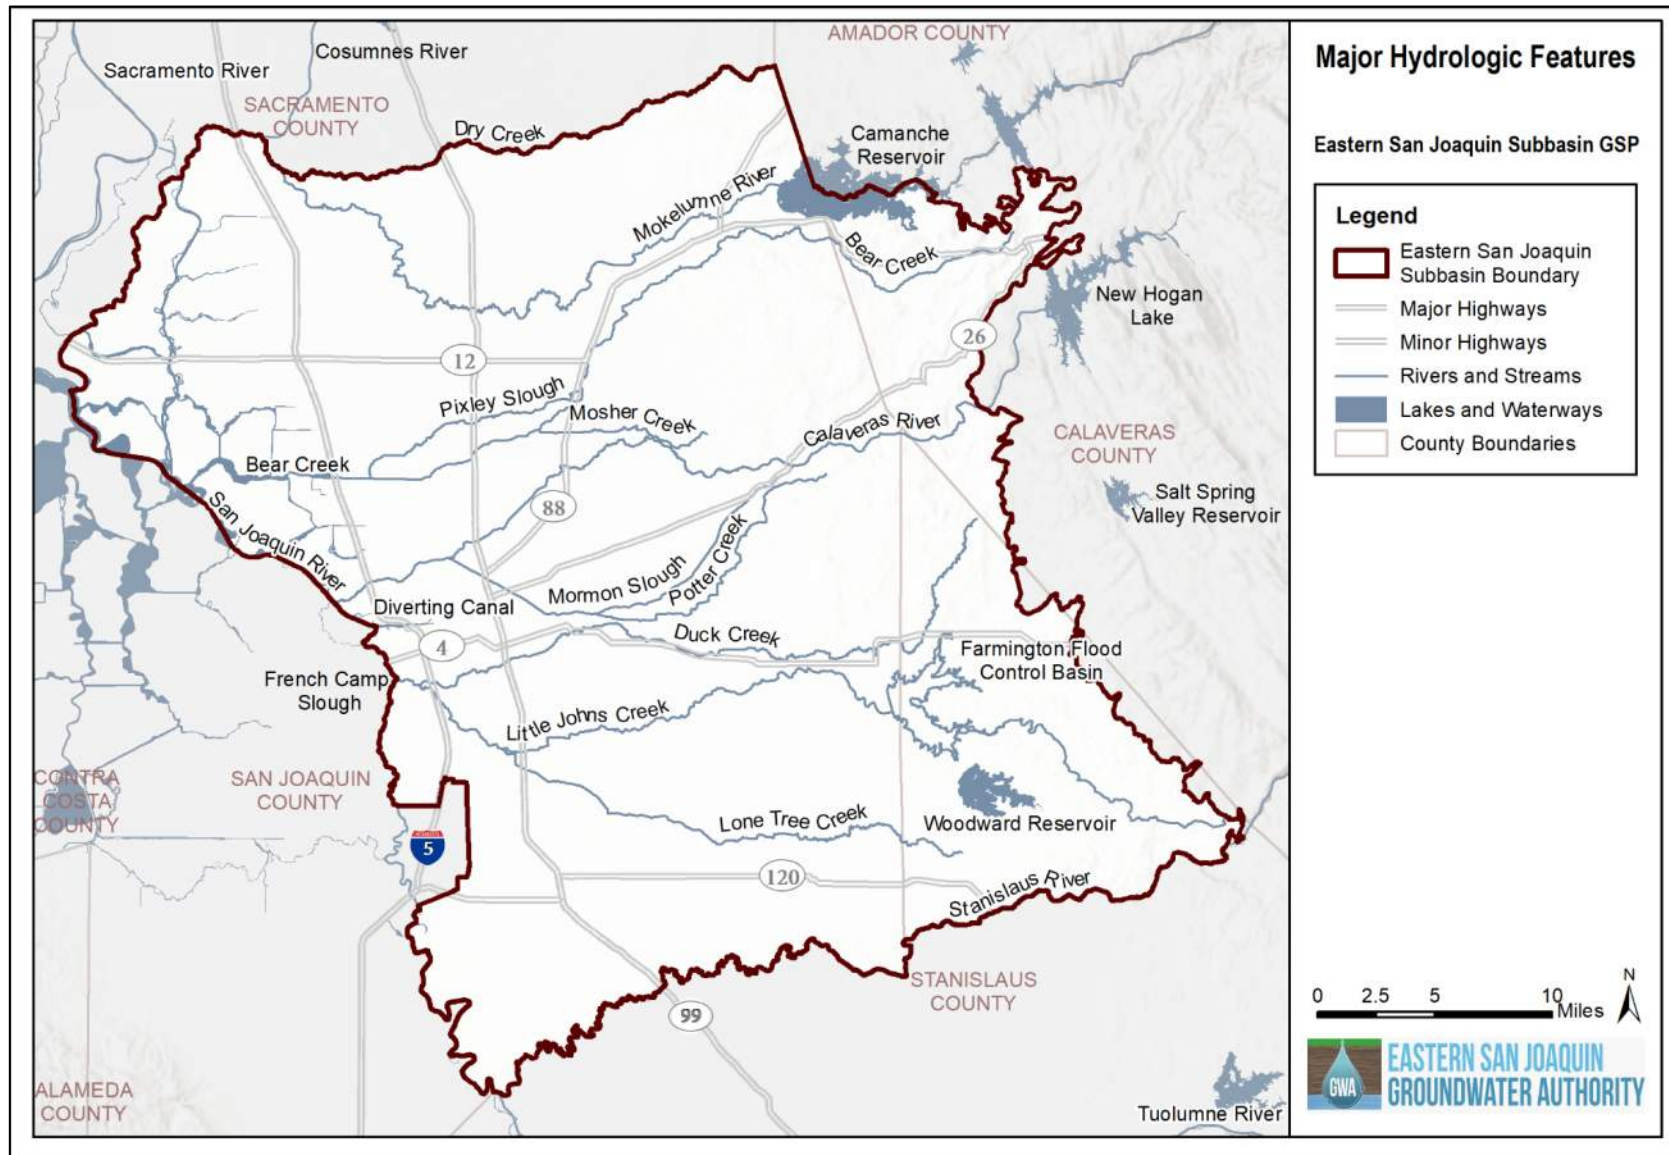 AMADOR COUNTY
Cosumnes River
Sacramento River
SACRAMENTO
COUNTY
Dry Creek
Camanche
Reservoir
Mokelumne River
Bear Creek
New Hogan
Lake
26
12
Pixley Slough
Mosher Creek
Calaveras River
CALAVERAS
COUNTY
Bear Creek
Salt Spring
Valley Reservoir
88
San Joaquin River
Mormon Slough
Potter Creek
Diverting Canal
4
Duck Creek
Farmington Flood
Control Basin
French Camp
Slough
Little Johns Creek
CONTRA
COSTA
COUNTY
SAN JOAQUIN
COUNTY
Woodward Reservoir
Lone Tree Creek
5
120
Stanislaus River
STANISLAUS
COUNTY
99
ALAMEDA
COUNTY
Tuolumne River
Major Hydrologic Features
Eastern San Joaquin Subbasin GSP
Legend
Eastern San Joaquin
Subbasin Boundary
Major Highways
Minor Highways
Rivers and Streams
Lakes and Waterways
County Boundaries
N
0 2.5 5 10
Miles
GWA
EASTERN SAN JOAQUIN
GROUNDWATER AUTHORITY